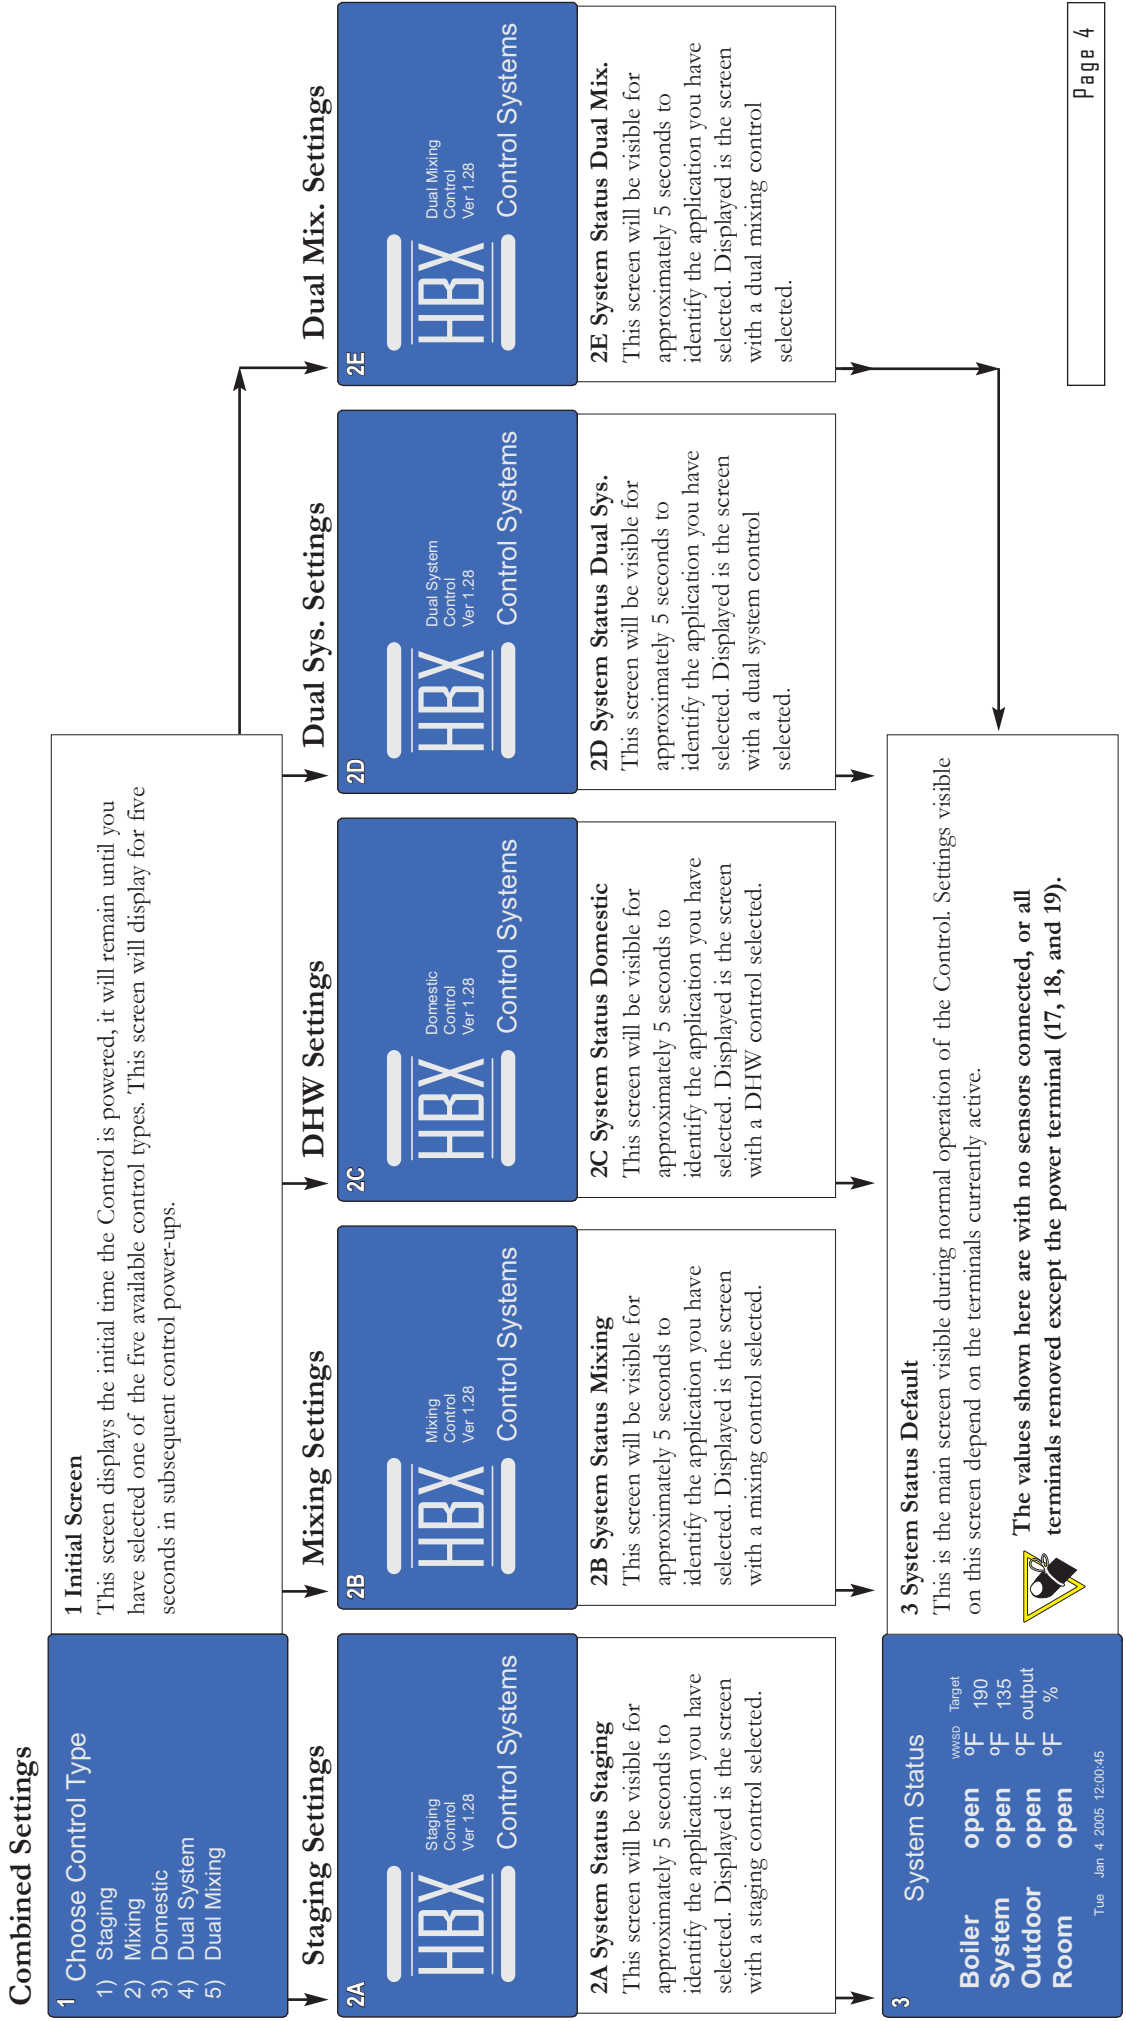 Combined Settings
1
Choose Control Type
1) Staging
2) Mixing
3) Domestic
4) Dual System
5) Dual Mixing
1 Initial Screen
This screen displays the initial time the Control is powered, it will remain until you
have selected one of the five available control types. This screen will display for five
seconds in subsequent control power-ups.
Staging Settings
2A
HBX
Staging
Control
Ver 1.28
Control Systems
2A System Status Staging
This screen will be visible for
approximately 5 seconds to
identify the application you have
selected. Displayed is the screen
with a staging control selected.
Mixing Settings
2B
HBX
Mixing
Control
Ver 1.28
Control Systems
2B System Status Mixing
This screen will be visible for
approximately 5 seconds to
identify the application you have
selected. Displayed is the screen
with a mixing control selected.
DHW Settings
2C
HBX
Domestic
Control
Ver 1.28
Control Systems
2C System Status Domestic
This screen will be visible for
approximately 5 seconds to
identify the application you have
selected. Displayed is the screen
with a DHW control selected.
Dual Sys. Settings
2D
HBX
Dual System
Control
Ver 1.28
Control Systems
2D System Status Dual Sys.
This screen will be visible for
approximately 5 seconds to
identify the application you have
selected. Displayed is the screen
with a dual system control
selected.
Dual Mix. Settings
2E
HBX
Dual Mixing
Control
Ver 1.28
Control Systems
2E System Status Dual Mix.
This screen will be visible for
approximately 5 seconds to
identify the application you have
selected. Displayed is the screen
with a dual mixing control
selected.
3
System Status
WWSD Target
Boiler open ºF 190
System open ºF 135
Outdoor open ºF output
Room open ºF %
Tue Jan 4 2005 12:00:45
3 System Status Default
This is the main screen visible during normal operation of the Control. Settings visible
on this screen depend on the terminals currently active.
The values shown here are with no sensors connected, or all
terminals removed except the power terminal (17, 18, and 19).
Page 4